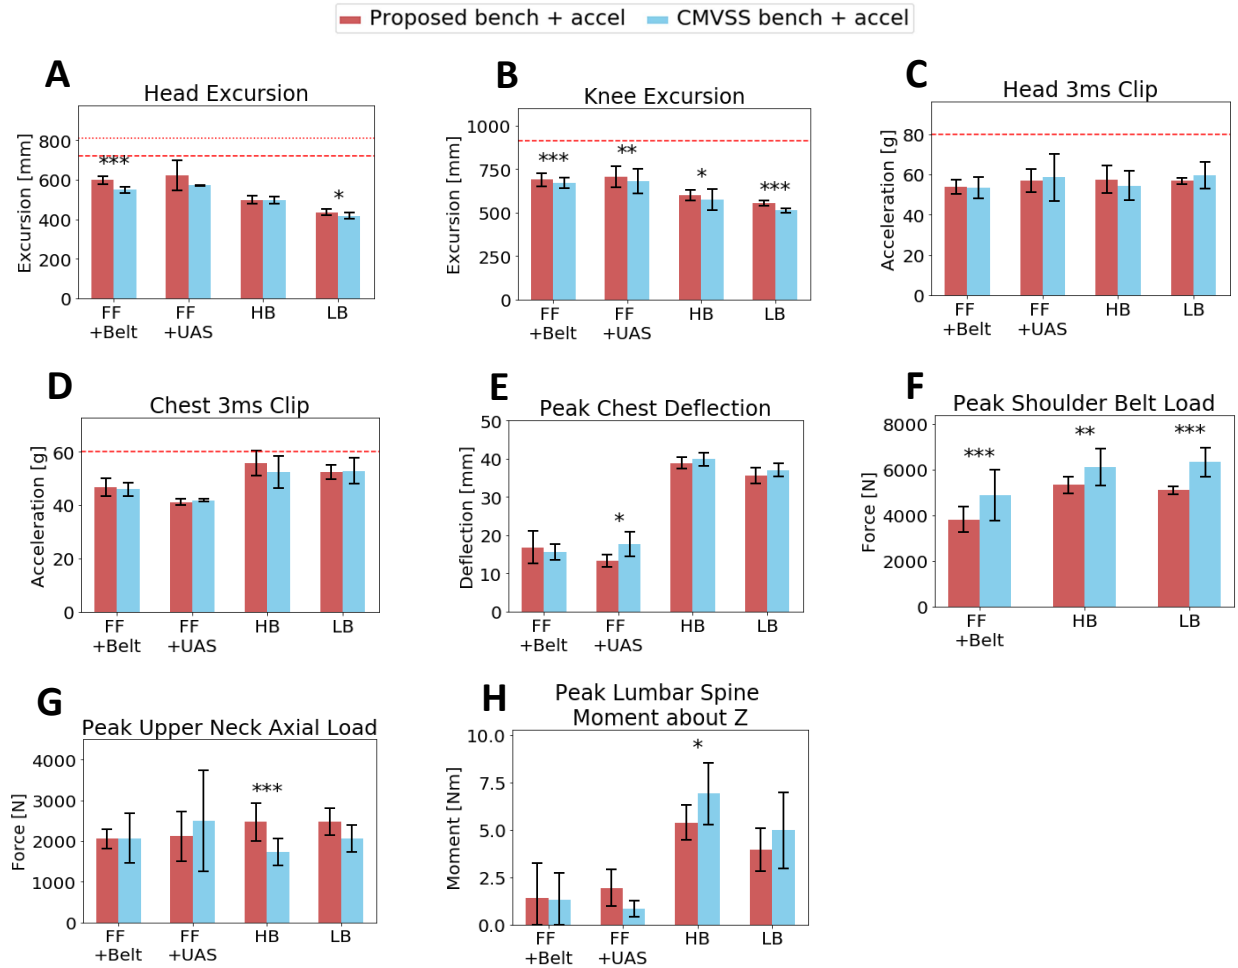 Proposed bench + accel CMVSS bench + accel
A
Head Excursion
Excursion [mm]
800
600
400
200
0
***
*
FF
+Belt
FF
+UAS
HB
LB
B
Knee Excursion
Excursion [mm]
1000
750
500
250
0
***
**
*
***
FF
+Belt
FF
+UAS
HB
LB
C
Head 3ms Clip
Acceleration [g]
80
60
40
20
0
FF
+Belt
FF
+UAS
HB
LB
D
Chest 3ms Clip
Acceleration [g]
60
40
20
0
FF
+Belt
FF
+UAS
HB
LB
E
Peak Chest Deflection
Deflection [mm]
50
40
30
20
10
0
*
FF
+Belt
FF
+UAS
HB
LB
F
Peak Shoulder Belt Load
Force [N]
8000
6000
4000
2000
0
***
**
***
FF
+Belt
HB
LB
G
Peak Upper Neck Axial Load
Force [N]
4000
3000
2000
1000
0
***
FF
+Belt
FF
+UAS
HB
LB
H
Peak Lumbar Spine
Moment about Z
Moment [Nm]
10.0
7.5
5.0
2.5
0.0
*
FF
+Belt
FF
+UAS
HB
LB